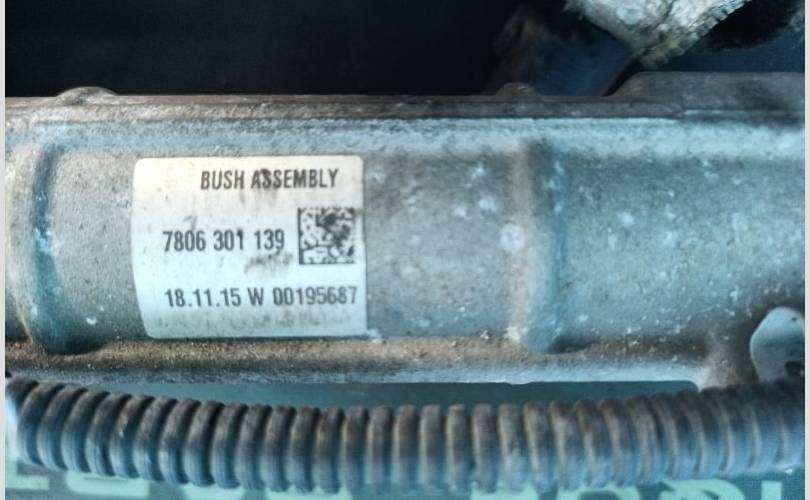 BUSH ASSEMBLY
7806 301 139
18.11.15 W 00195687